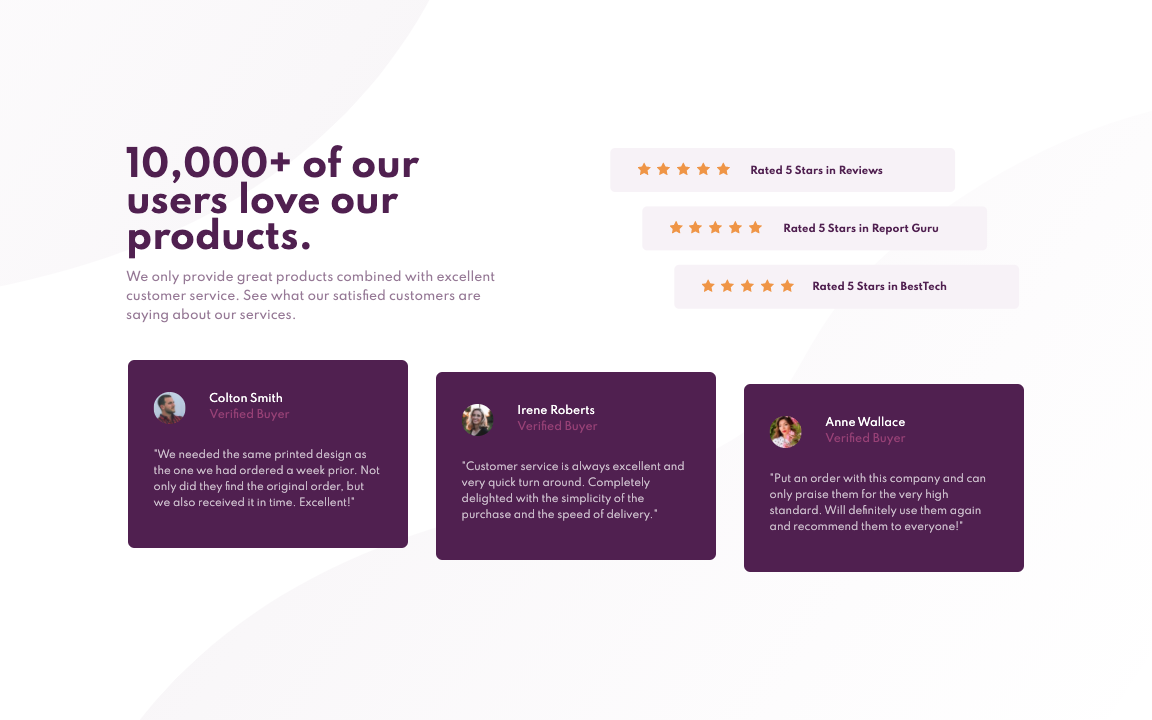 10,000+ of our
users love our
products.
We only provide great products combined with excellent
customer service. See what our satisfied customers are
saying about our services.
Rated 5 Stars in Reviews
Rated 5 Stars in Report Guru
Rated 5 Stars in BestTech
Colton Smith
Verified Buyer
"We needed the same printed design as
the one we had ordered a week prior. Not
only did they find the original order, but
we also received it in time. Excellent!"
Irene Roberts
Verified Buyer
"Customer service is always excellent and
very quick turn around. Completely
delighted with the simplicity of the
purchase and the speed of delivery."
Anne Wallace
Verified Buyer
"Put an order with this company and can
only praise them for the very high
standard. Will definitely use them again
and recommend them to everyone!"